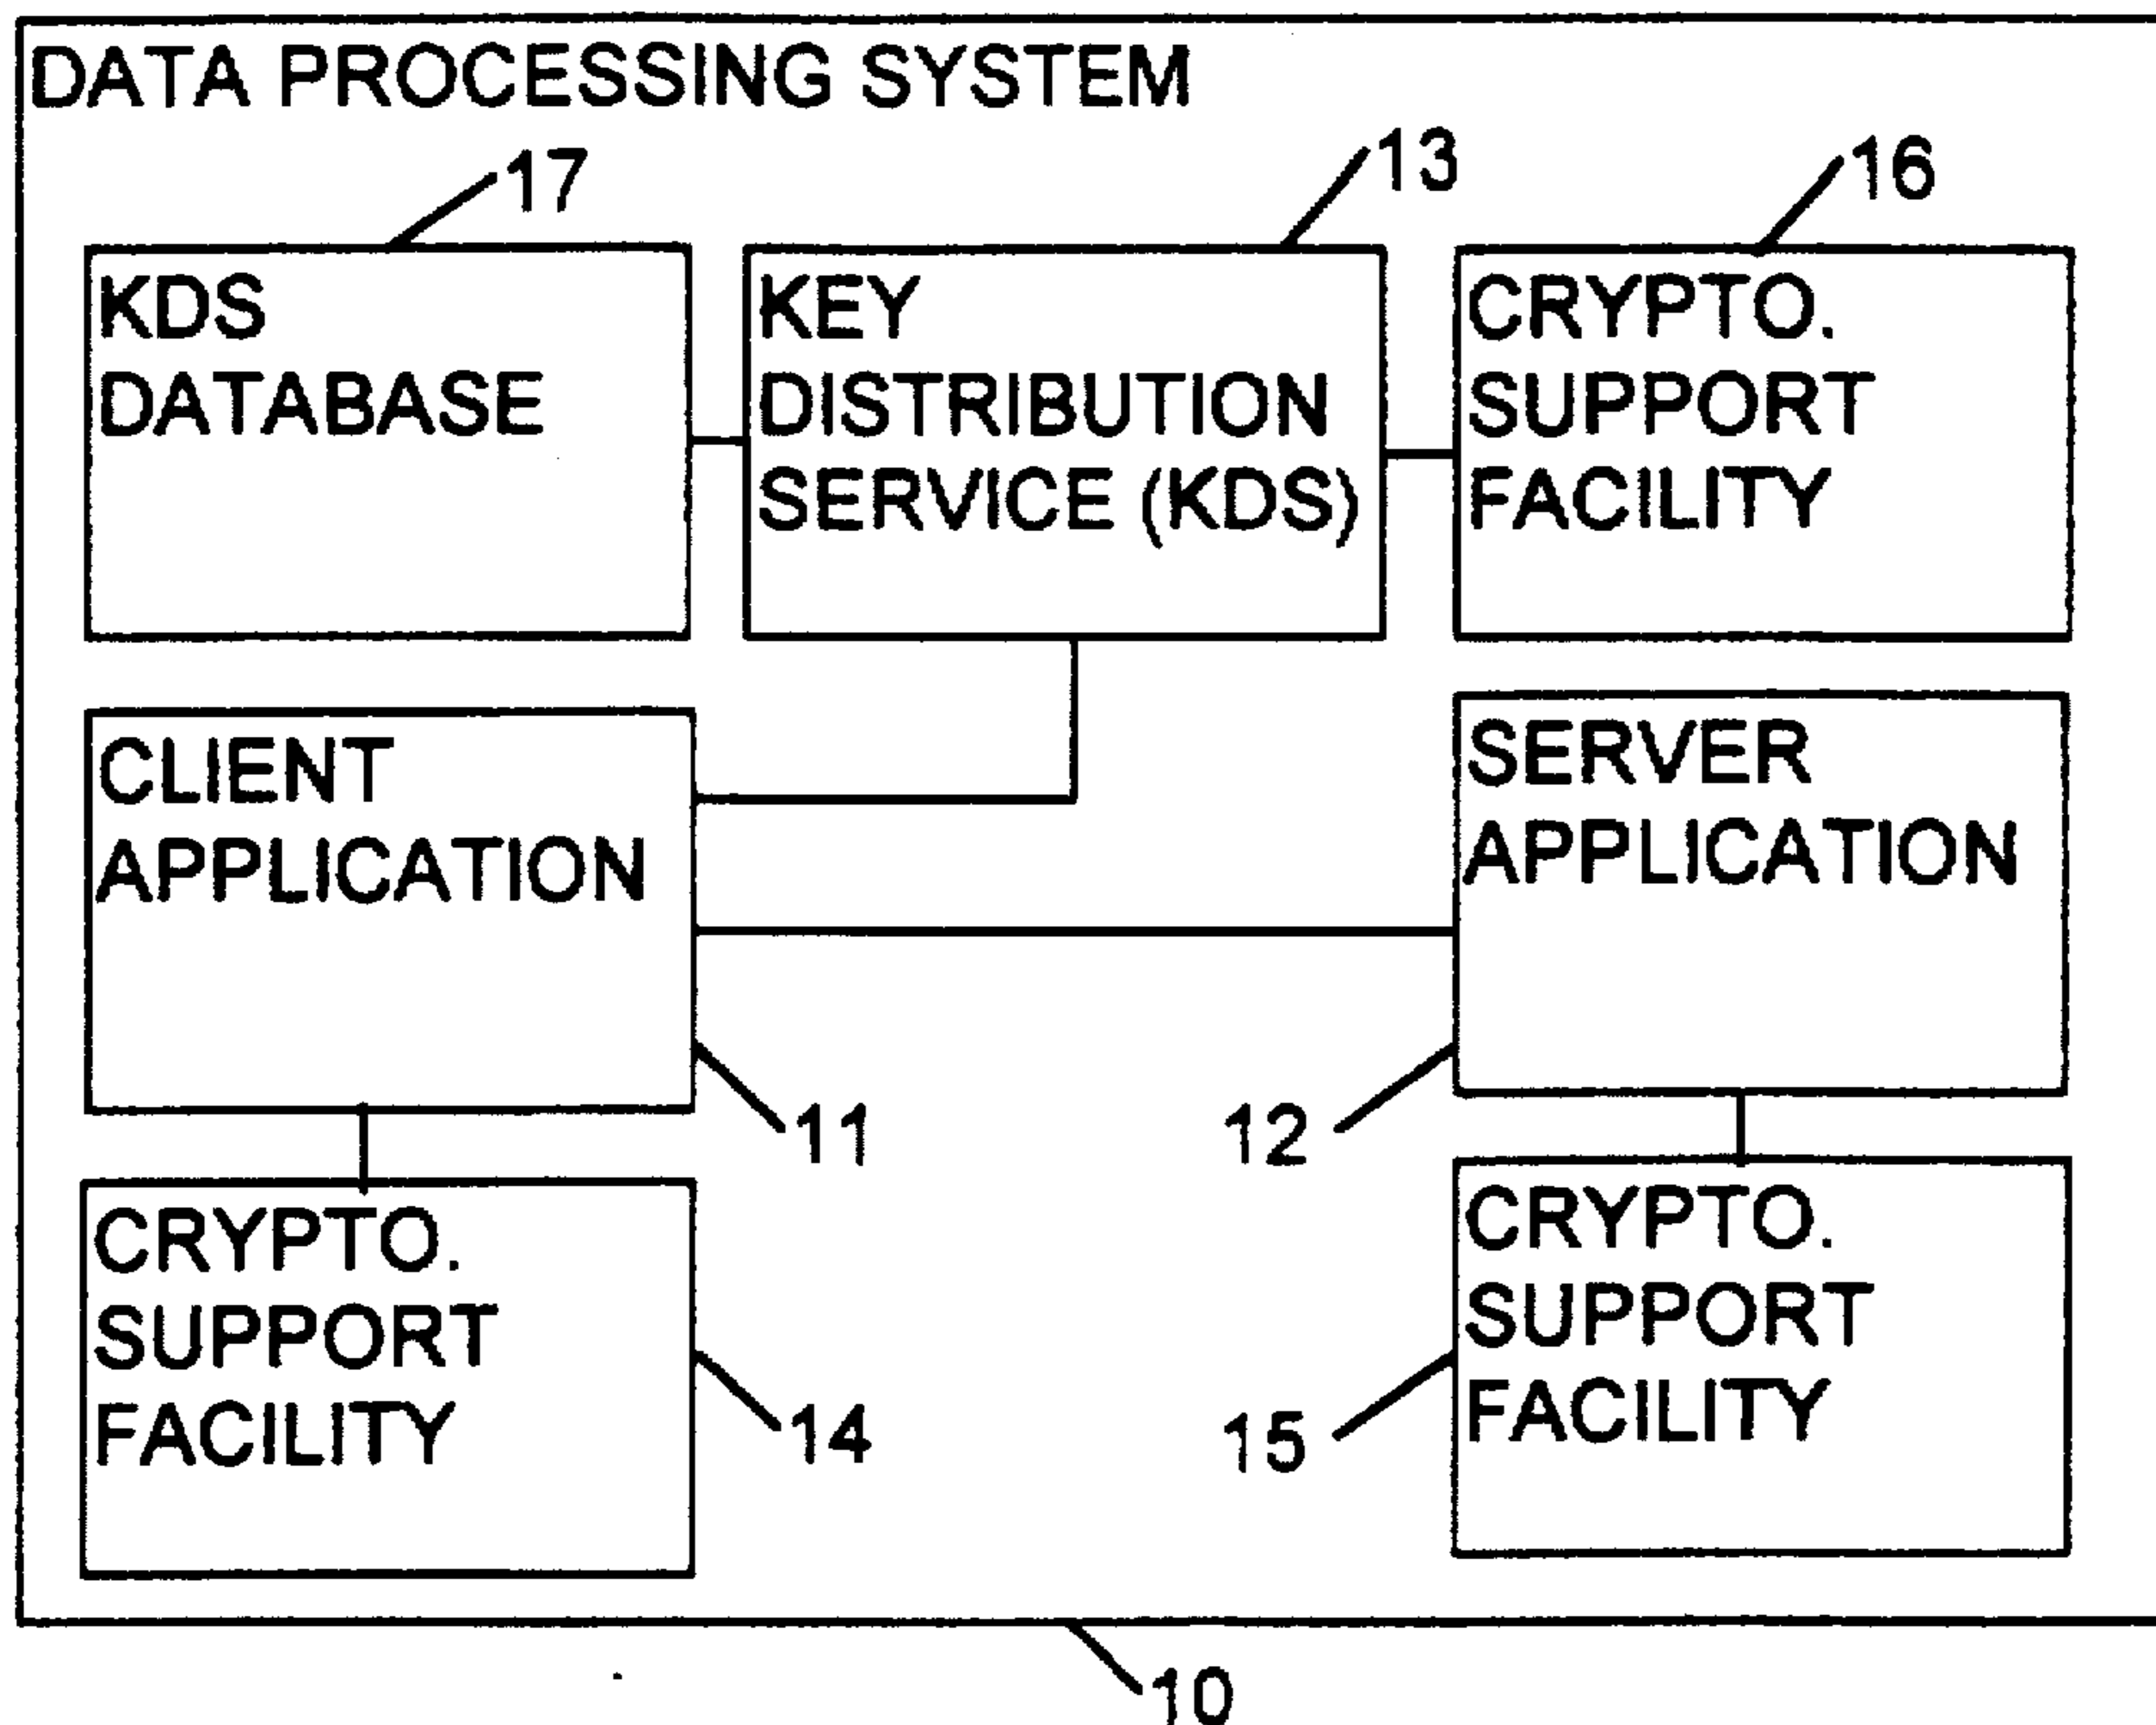 DATA PROCESSING SYSTEM
17
13
16
KDS
DATABASE
KEY
DISTRIBUTION
SERVICE (KDS)
CRYPTO.
SUPPORT
FACILITY
CLIENT
APPLICATION
SERVER
APPLICATION
11
12
CRYPTO.
SUPPORT
FACILITY
14
CRYPTO.
SUPPORT
FACILITY
15
10